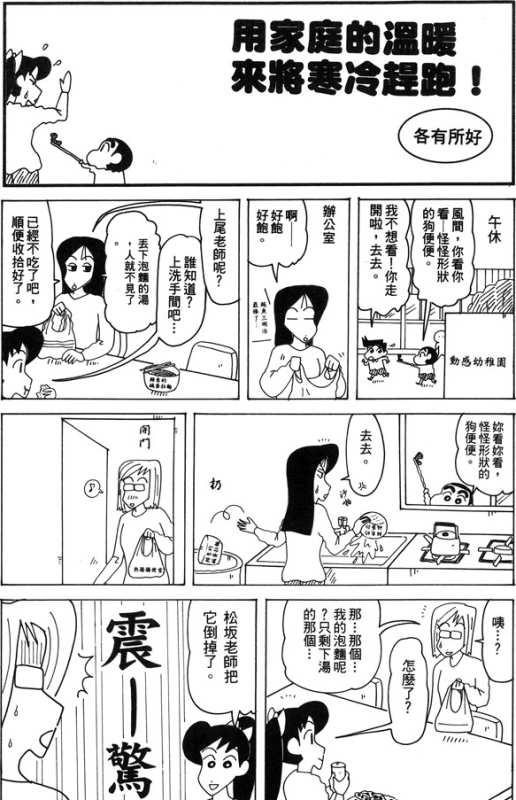 用家庭的溫暖
來將寒冷趕跑！
各有所好
午休
風間，你看你
看—怪怪形狀
的狗便便。
我不想看！你走
開啦，去去。
動感幼稚園
辦公室
啊—
好飽。
好飽。
上尾老師呢？
誰知道？
上洗手間吧…
丟下泡麵的湯
，人就不見了
。
已經不吃了吧，
順便收拾好了。
妳看妳看，
怪怪形狀的
狗便便。
去去。
扔
開門
咦…？
怎麼了？
那…那個…
我的泡麵呢
？只剩下湯
的那個…
松坂老師把
它倒掉了。
震—驚